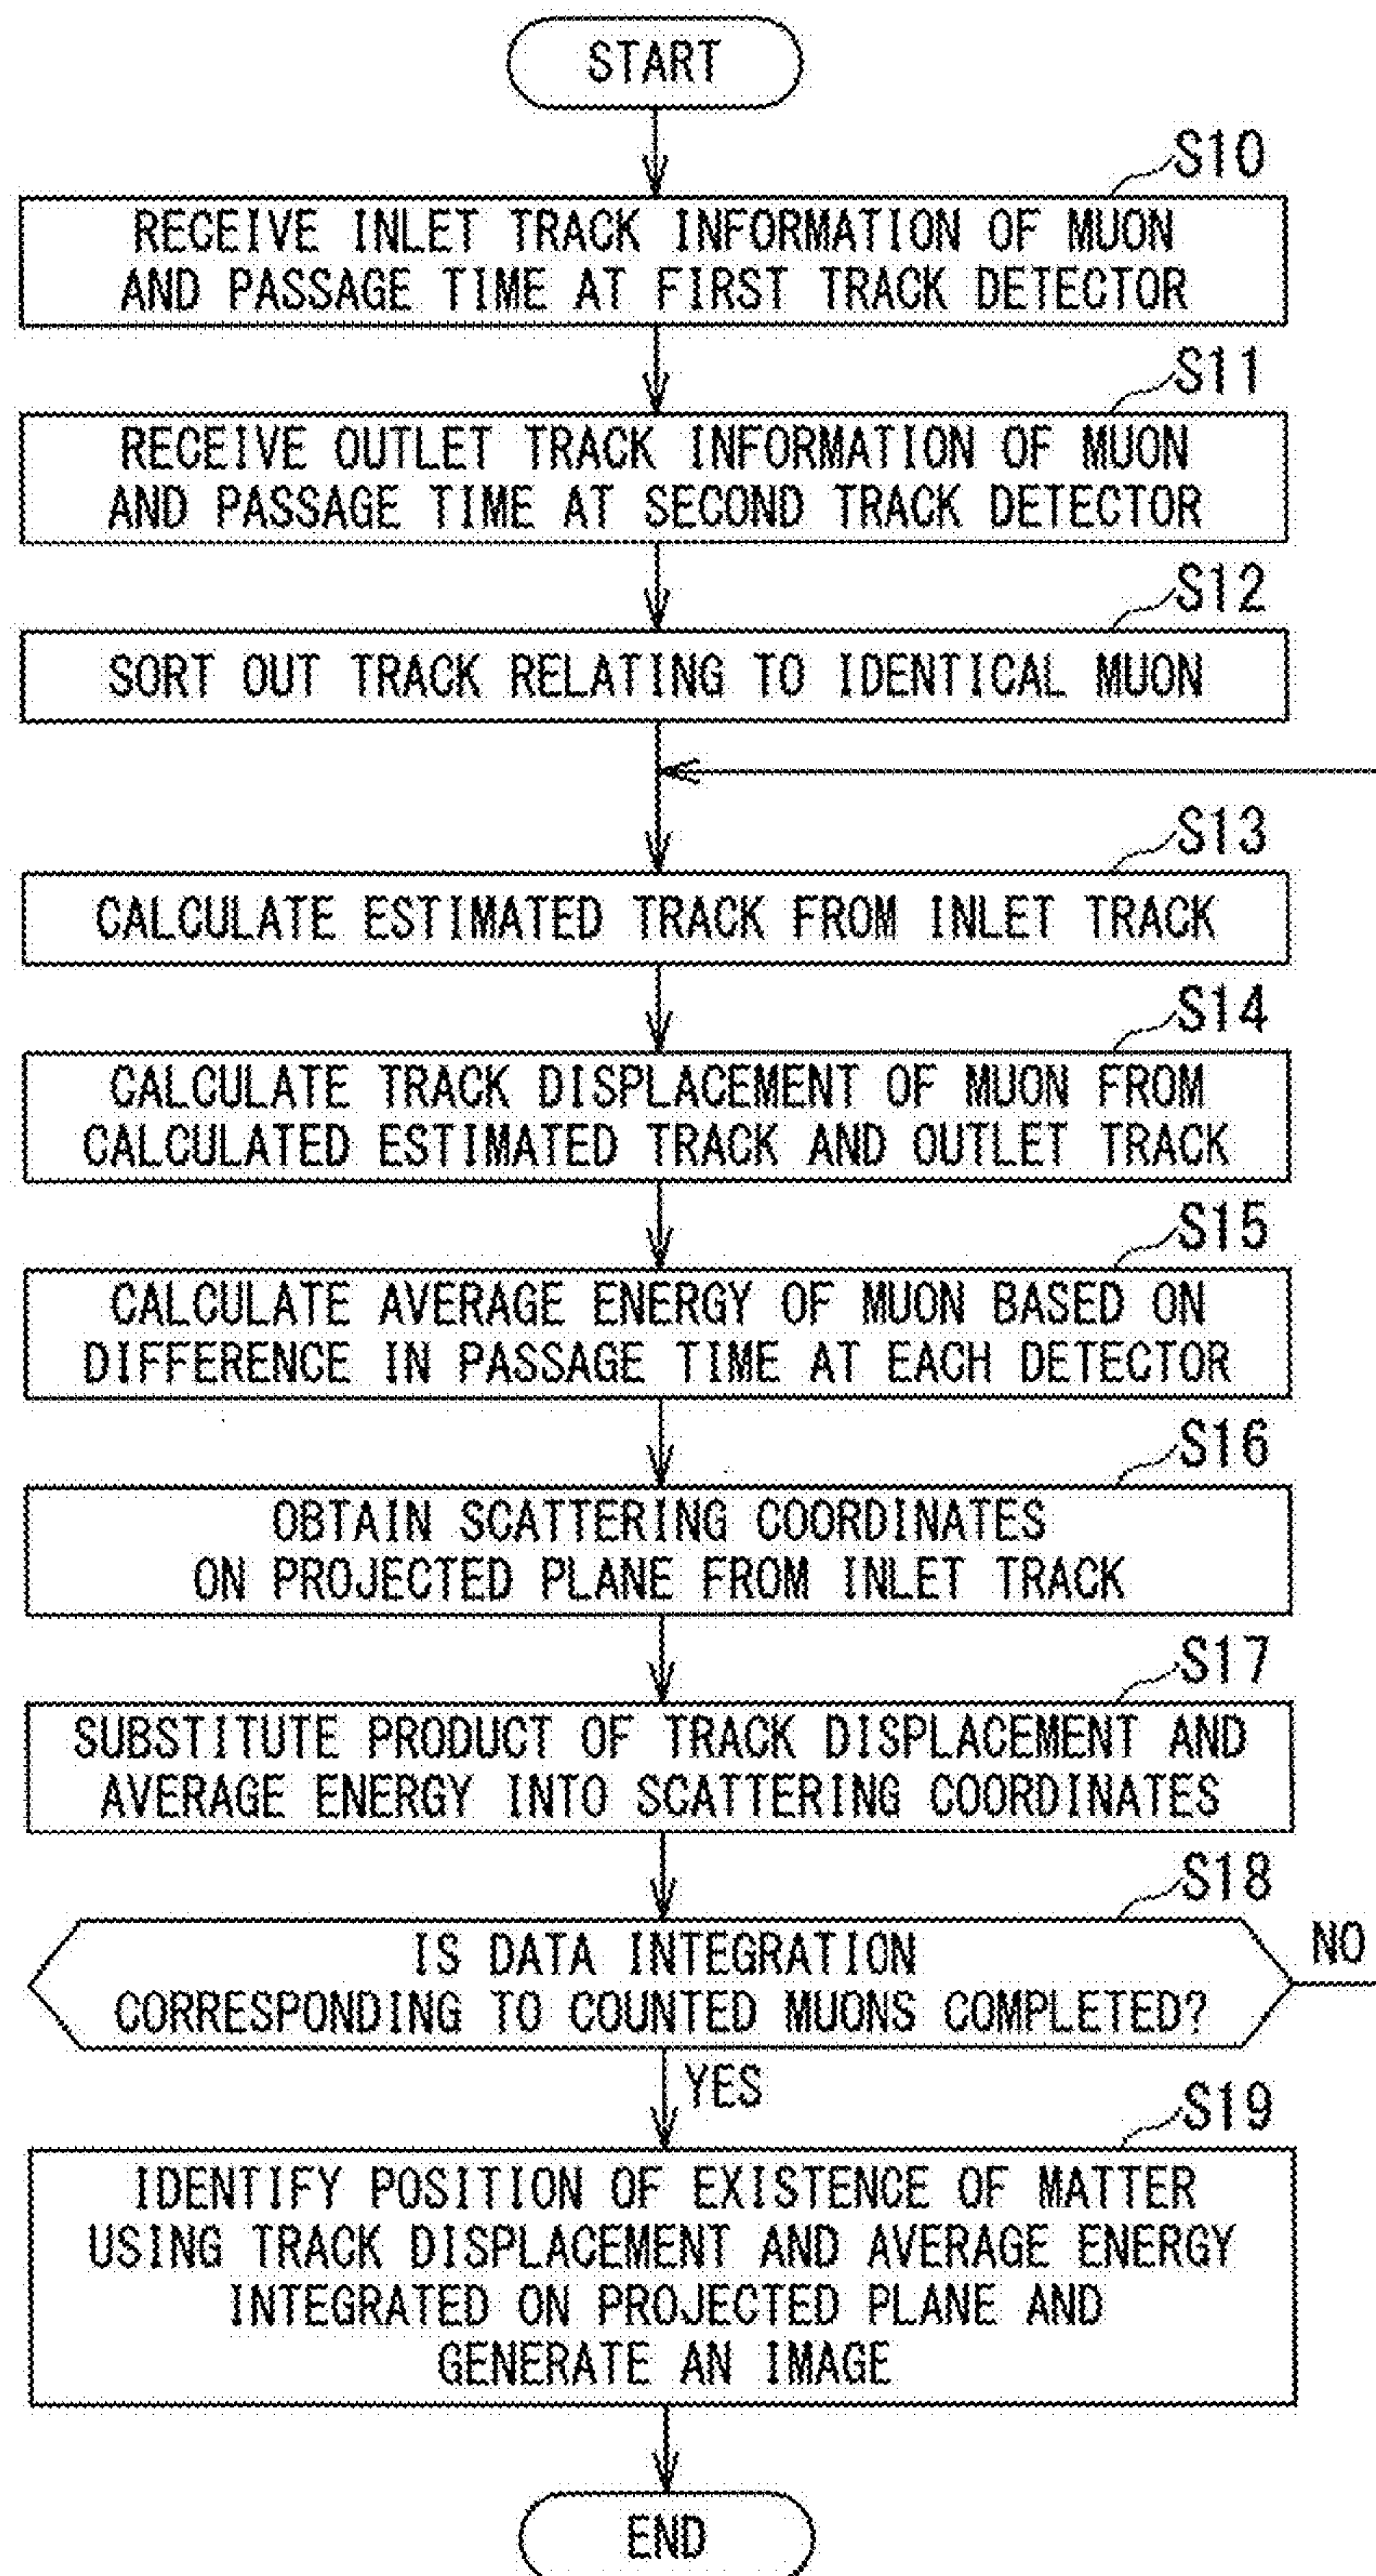 START
S10
RECEIVE INLET TRACK INFORMATION OF MUON
AND PASSAGE TIME AT FIRST TRACK DETECTOR
S11
RECEIVE OUTLET TRACK INFORMATION OF MUON
AND PASSAGE TIME AT SECOND TRACK DETECTOR
S12
SORT OUT TRACK RELATING TO IDENTICAL MUON
S13
CALCULATE ESTIMATED TRACK FROM INLET TRACK
S14
CALCULATE TRACK DISPLACEMENT OF MUON FROM
CALCULATED ESTIMATED TRACK AND OUTLET TRACK
S15
CALCULATE AVERAGE ENERGY OF MUON BASED ON
DIFFERENCE IN PASSAGE TIME AT EACH DETECTOR
S16
OBTAIN SCATTERING COORDINATES
ON PROJECTED PLANE FROM INLET TRACK
S17
SUBSTITUTE PRODUCT OF TRACK DISPLACEMENT AND
AVERAGE ENERGY INTO SCATTERING COORDINATES
S18
IS DATA INTEGRATION
CORRESPONDING TO COUNTED MUONS COMPLETED?
NO
YES
S19
IDENTIFY POSITION OF EXISTENCE OF MATTER
USING TRACK DISPLACEMENT AND AVERAGE ENERGY
INTEGRATED ON PROJECTED PLANE AND
GENERATE AN IMAGE
END